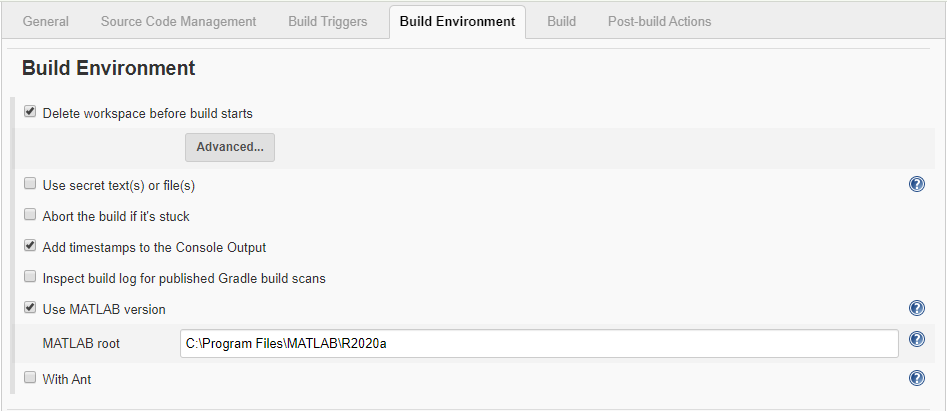 General Source Code Management Build Triggers Build Environment Build Post-build Actions
Build Environment
Delete workspace before build starts
Advanced...
Use secret text(s) or file(s)
Abort the build if it's stuck
Add timestamps to the Console Output
Inspect build log for published Gradle build scans
Use MATLAB version
MATLAB root C:\Program Files\MATLAB\R2020a
With Ant